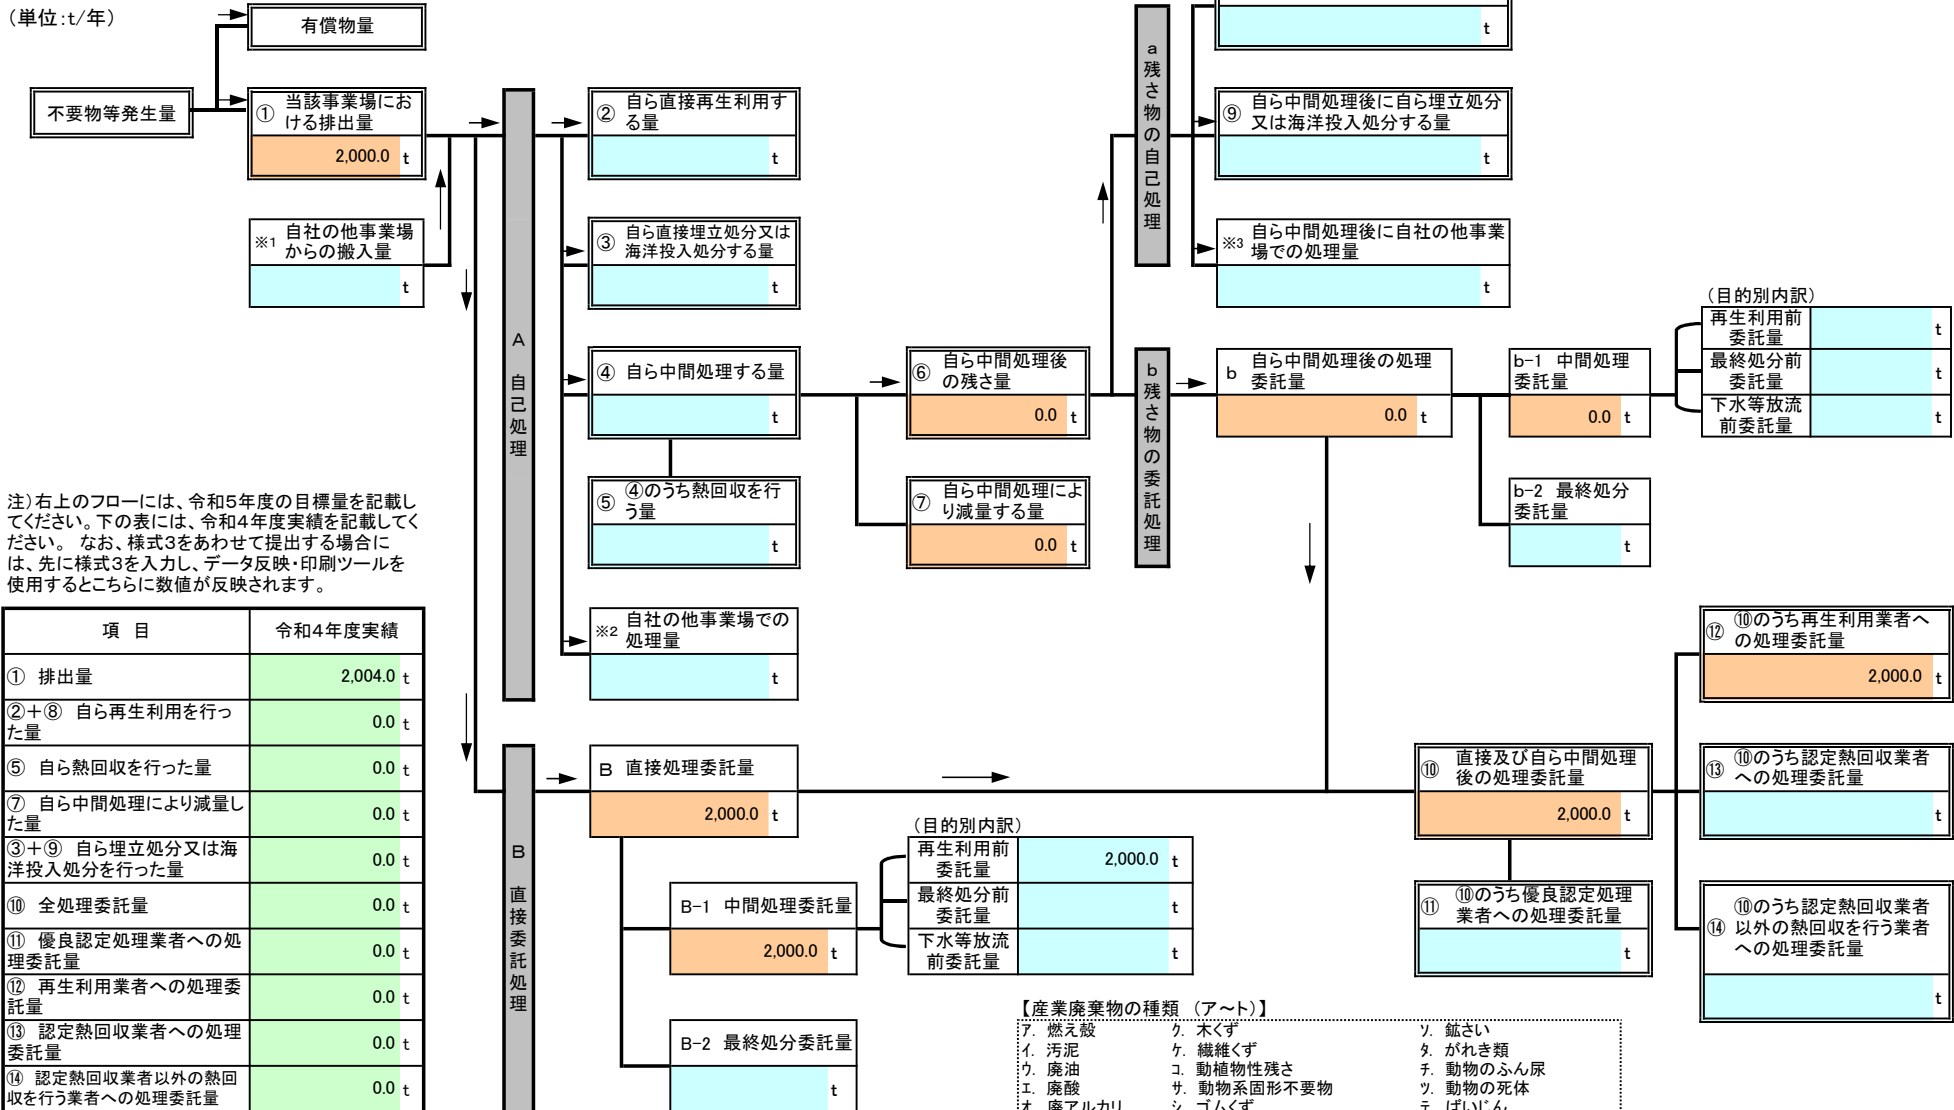 （単位:t/年）
有償物量
不要物等発生量
① 当該事業場にお
ける排出量
2,000.0 t
※1 自社の他事業場
からの搬入量
t
A 自己処理
② 自ら直接再生利用す
る量
t
③ 自ら直接埋立処分又は
海洋投入処分する量
t
④ 自ら中間処理する量
t
⑤ ④のうち熱回収を行
う量
t
※2 自社の他事業場での
処理量
t
⑥ 自ら中間処理後
の残さ量
0.0 t
⑦ 自ら中間処理によ
り減量する量
0.0 t
a 残さ物の自己処理
t
⑨ 自ら中間処理後に自ら埋立処分
又は海洋投入処分する量
t
※3 自ら中間処理後に自社の他事業
場での処理量
t
b 残さ物の委託処理
b 自ら中間処理後の処理
委託量
0.0 t
b-1 中間処理
委託量
0.0 t
（目的別内訳）
再生利用前
委託量
t
最終処分前
委託量
t
下水等放流
前委託量
t
b-2 最終処分
委託量
t
注）右上のフローには、令和5年度の目標量を記載し
てください。下の表には、令和4年度実績を記載してく
ださい。 なお、様式3をあわせて提出する場合に
は、先に様式3を入力し、データ反映・印刷ツールを
使用するとこちらに数値が反映されます。
項 目 令和4年度実績
① 排出量 2,004.0 t
②＋⑧ 自ら再生利用を行っ
た量 0.0 t
⑤ 自ら熱回収を行った量 0.0 t
⑦ 自ら中間処理により減量し
た量 0.0 t
③＋⑨ 自ら埋立処分又は海
洋投入処分を行った量 0.0 t
⑩ 全処理委託量 0.0 t
⑪ 優良認定処理業者への処
理委託量 0.0 t
⑫ 再生利用業者への処理委
託量 0.0 t
⑬ 認定熱回収業者への処理
委託量 0.0 t
⑭ 認定熱回収業者以外の熱回
収を行う業者への処理委託量 0.0 t
B 直接委託処理
B 直接処理委託量
2,000.0 t
B-1 中間処理委託量
2,000.0 t
B-2 最終処分委託量
t
（目的別内訳）
再生利用前
委託量
2,000.0 t
最終処分前
委託量
t
下水等放流
前委託量
t
⑩ 直接及び自ら中間処理
後の処理委託量
2,000.0 t
⑪ ⑩のうち優良認定処理
業者への処理委託量
t
⑫ ⑩のうち再生利用業者へ
の処理委託量
2,000.0 t
⑬ ⑩のうち認定熱回収業者
への処理委託量
t
⑭ ⑩のうち認定熱回収業者
以外の熱回収を行う業者
への処理委託量
t
【産業廃棄物の種類 （ア～ト）】
ｱ. 燃え殻 ｸ. 木くず ｿ. 鉱さい
ｲ. 汚泥 ｹ. 繊維くず ﾀ. がれき類
ｳ. 廃油 ｺ. 動植物性残さ ﾁ. 動物のふん尿
ｴ. 廃酸 ｻ. 動物系固形不要物 ﾂ. 動物の死体
ｵ. 廃アルカリ ｼ. ゴムくず ﾃ. ばいじん